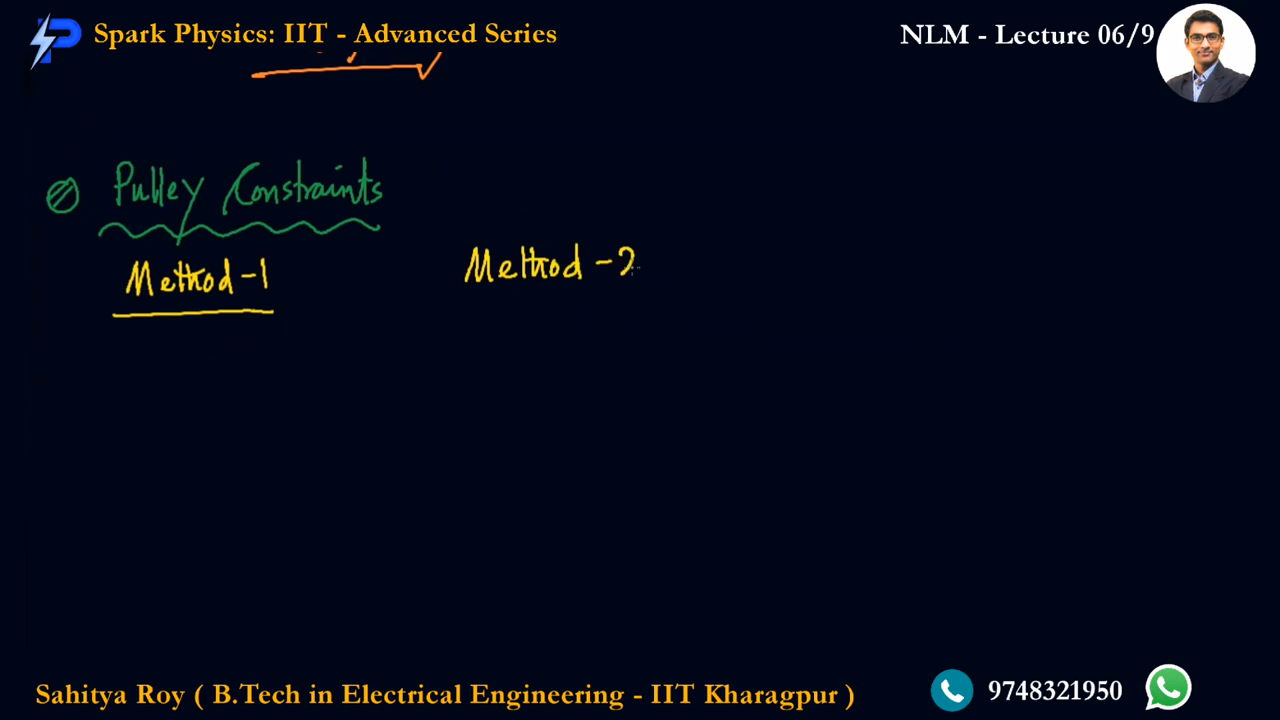 Spark Physics: IIT - Advanced Series
NLM - Lecture 06/9
Pulley Constraints
Method-1
Method-2
Sahitya Roy ( B.Tech in Electrical Engineering - IIT Kharagpur )
9748321950